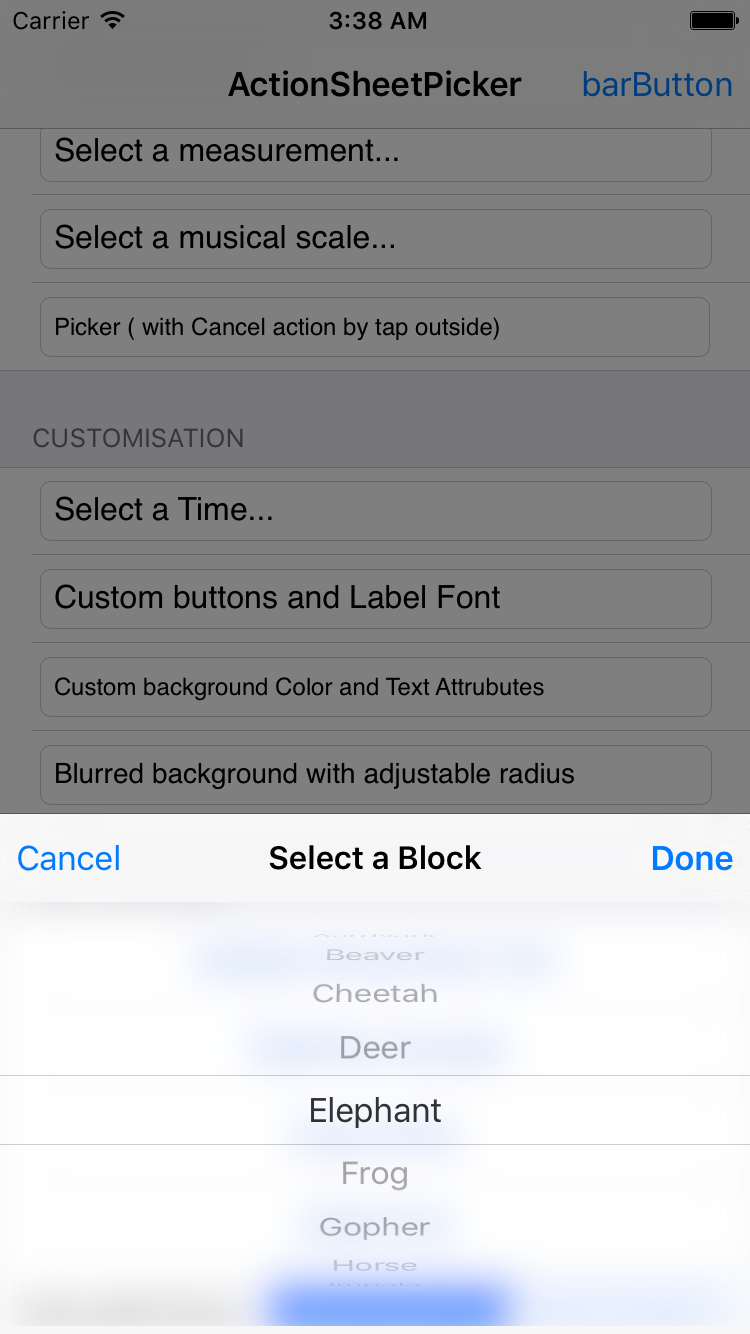 Carrier 3:38 AM
ActionSheetPicker barButton
Select a measurement...
Select a musical scale...
Picker ( with Cancel action by tap outside)
CUSTOMISATION
Select a Time...
Custom buttons and Label Font
Custom background Color and Text Attrubutes
Blurred background with adjustable radius
Cancel Select a Block Done
Beaver
Cheetah
Deer
Elephant
Frog
Gopher
Horse